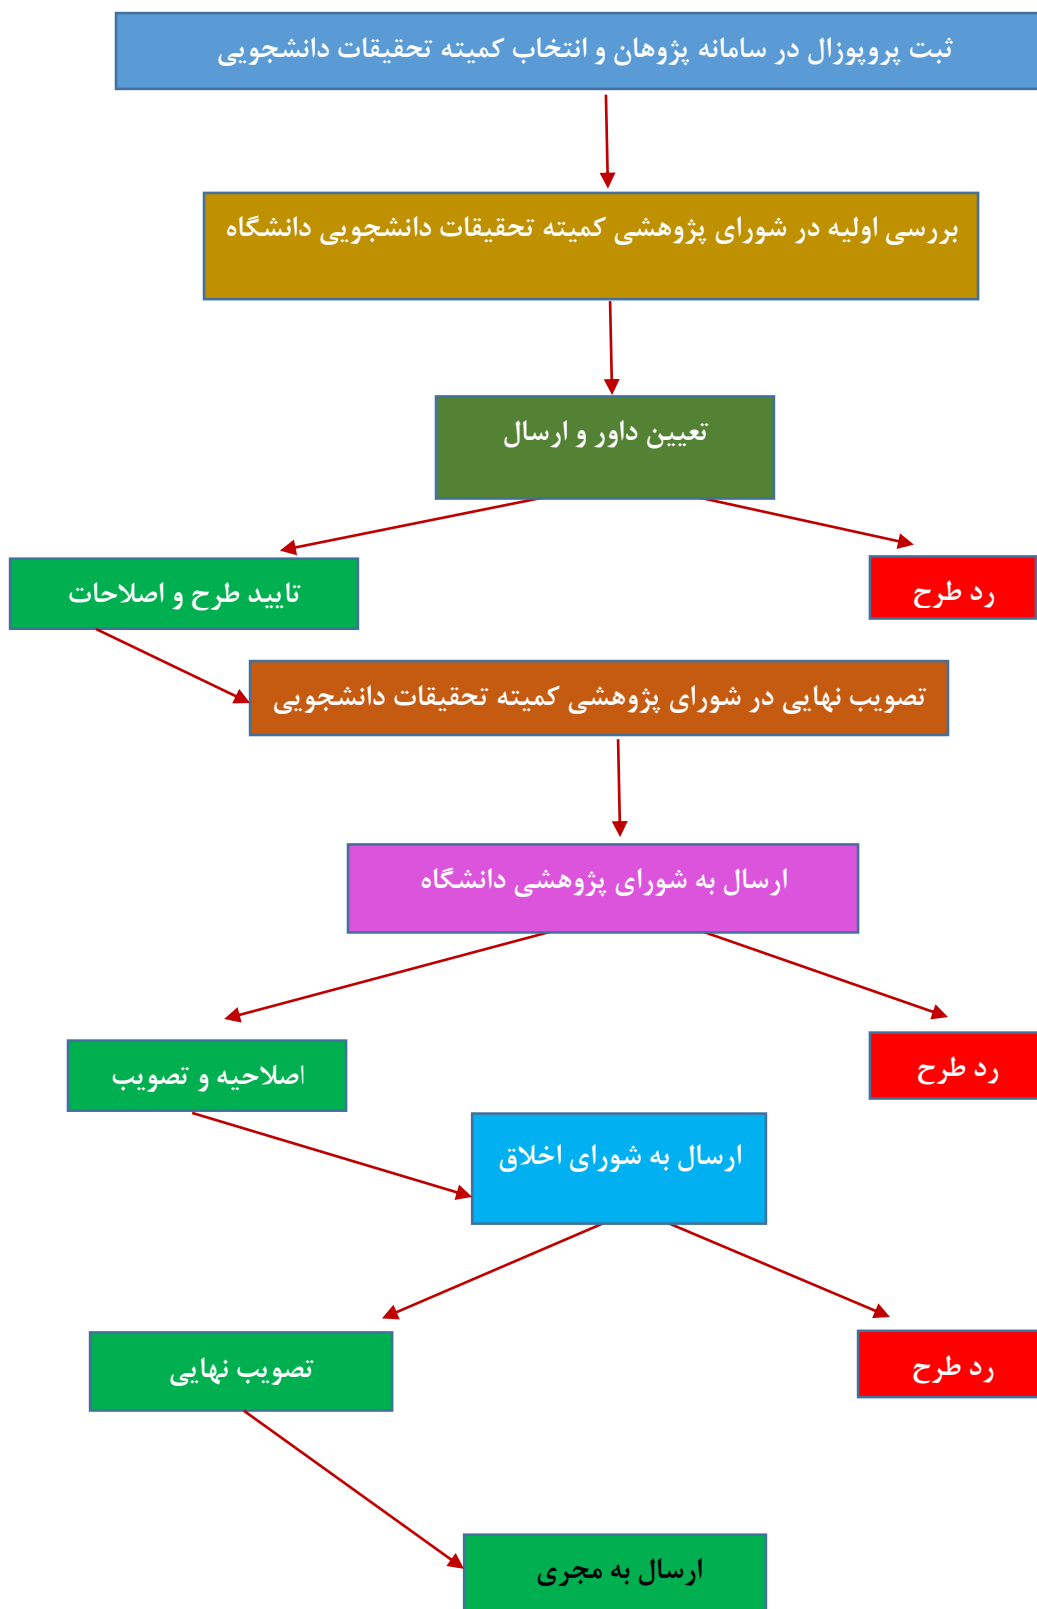 ثبت پروپوزال در سامانه پژوهان و انتخاب کمیته تحقیقات دانشجویی
بررسی اولیه در شورای پژوهشی کمیته تحقیقات دانشجویی دانشگاه
تعیین داور و ارسال
رد طرح
تایید طرح و اصلاحات
تصویب نهایی در شورای پژوهشی کمیته تحقیقات دانشجویی
ارسال به شورای پژوهشی دانشگاه
رد طرح
اصلاحیه و تصویب
ارسال به شورای اخلاق
رد طرح
تصویب نهایی
ارسال به مجری